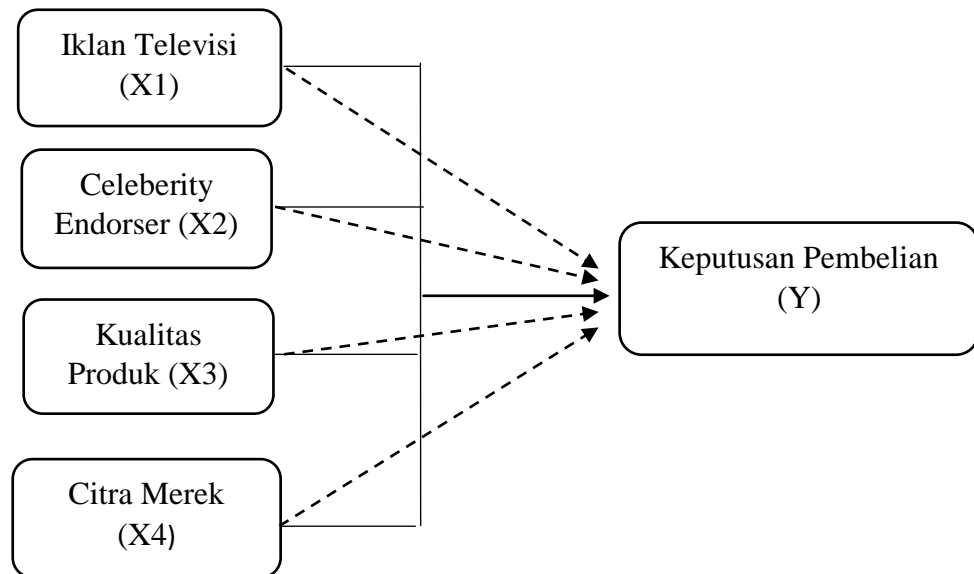 Iklan Televisi
(X1)
Celeberity
Endorser (X2)
Kualitas
Produk (X3)
Citra Merek
(X4)
Keputusan Pembelian
(Y)